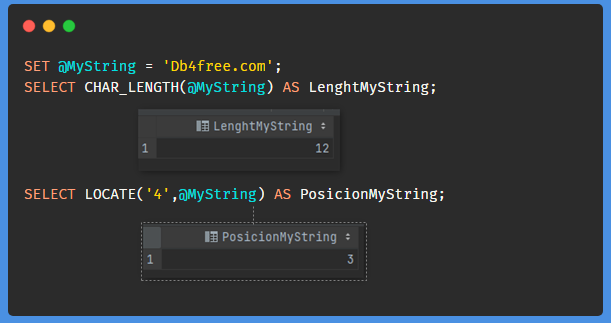 SET @MyString = 'Db4free.com';
SELECT CHAR_LENGTH(@MyString) AS LenghtMyString;
LenghtMyString
1 12
SELECT LOCATE('4',@MyString) AS PosicionMyString;
PosicionMyString
1 3